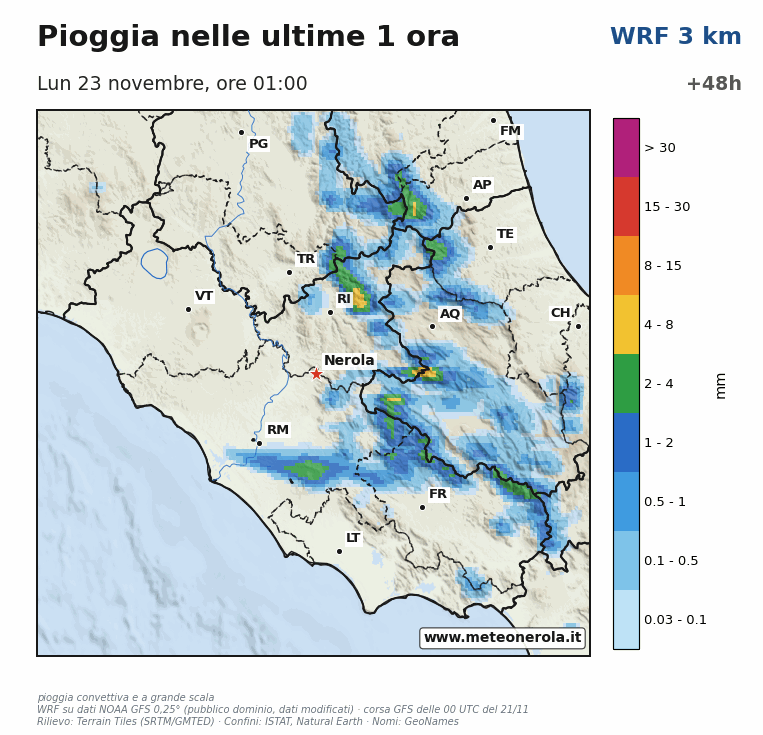 Pioggia nelle ultime 1 ora
WRF 3 km
Lun 23 novembre, ore 01:00
+48h
FM
PG
AP
TE
TR
VT
RI
AQ
CH
Nerola
RM
FR
LT
www.meteonerola.it
> 30
15 - 30
8 - 15
4 - 8
2 - 4
1 - 2
0.5 - 1
0.1 - 0.5
0.03 - 0.1
mm
pioggia convettiva e a grande scala
WRF su dati NOAA GFS 0,25° (pubblico dominio, dati modificati) · corsa GFS delle 00 UTC del 21/11
Rilievo: Terrain Tiles (SRTM/GMTED) · Confini: ISTAT, Natural Earth · Nomi: GeoNames